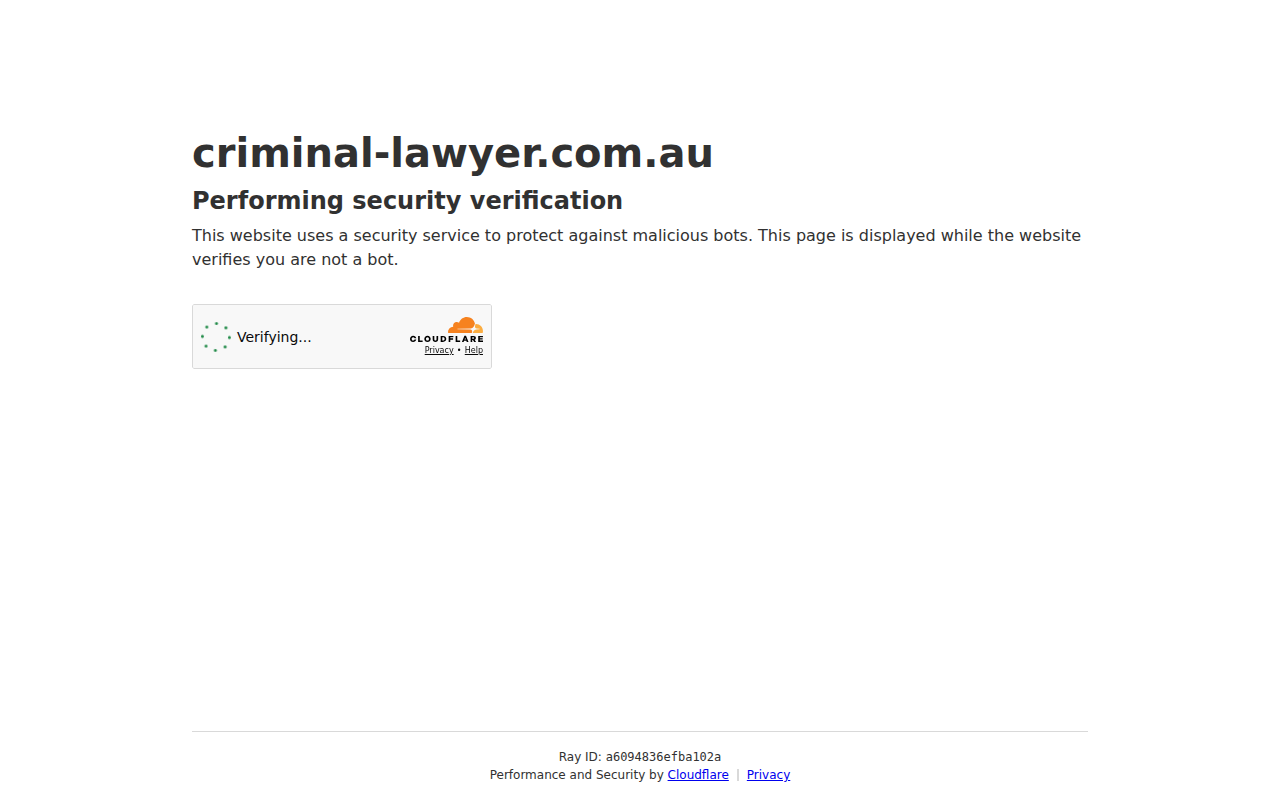 criminal-lawyer.com.au
Performing security verification
This website uses a security service to protect against malicious bots. This page is displayed while the website
verifies you are not a bot.
Verifying...
CLOUDFLARE
Privacy • Help
Ray ID: a6094836efba102a
Performance and Security by Cloudflare | Privacy